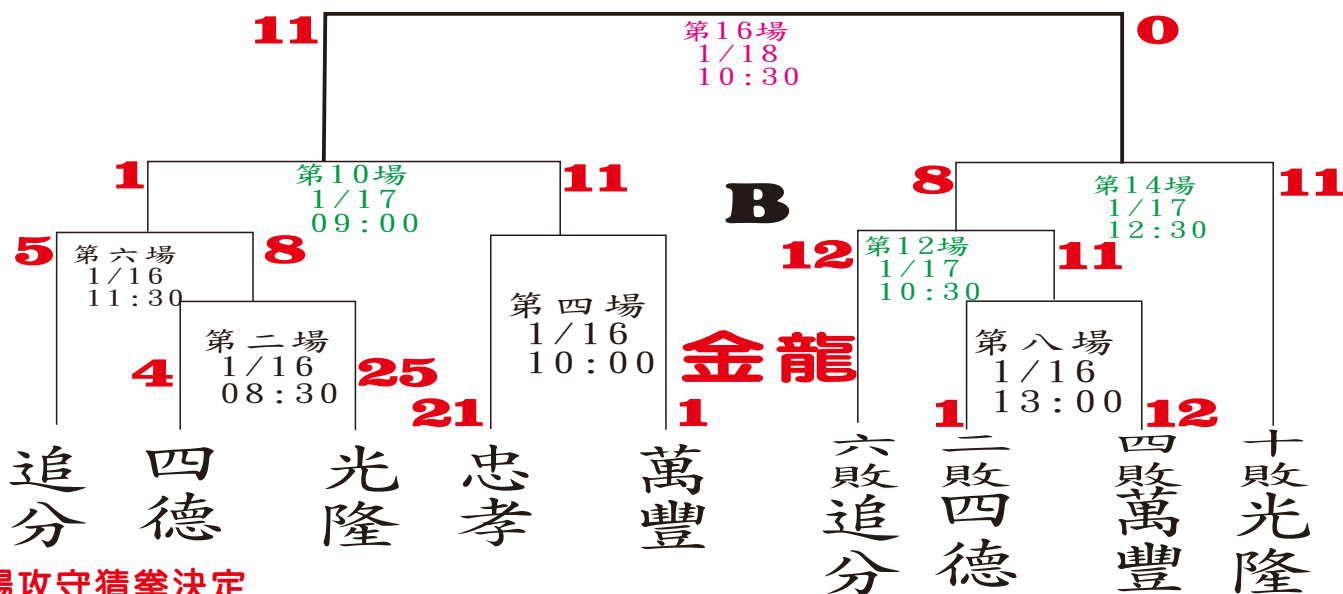 11
第16場
1/18
10:30
0
1
第10場
1/17
09:00
11
B
8
第14場
1/17
12:30
11
5
第六場
1/16
11:30
8
12
第12場
1/17
10:30
11
4
第二場
1/16
08:30
25
第四場
1/16
10:00
21
1
金龍
第八場
1/16
13:00
1
12
追分
四德
光隆
忠孝
萬豐
六敗追分
二敗四德
四敗萬豐
十敗光隆
場攻守猜拳決定